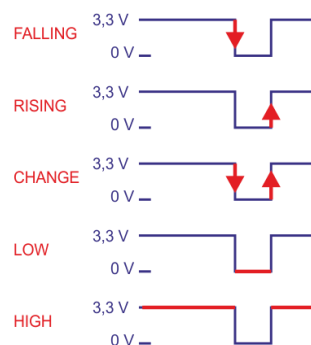 3,3 V
FALLING
0 V
3,3 V
RISING
0 V
3,3 V
CHANGE
0 V
3,3 V
LOW
0 V
3,3 V
HIGH
0 V